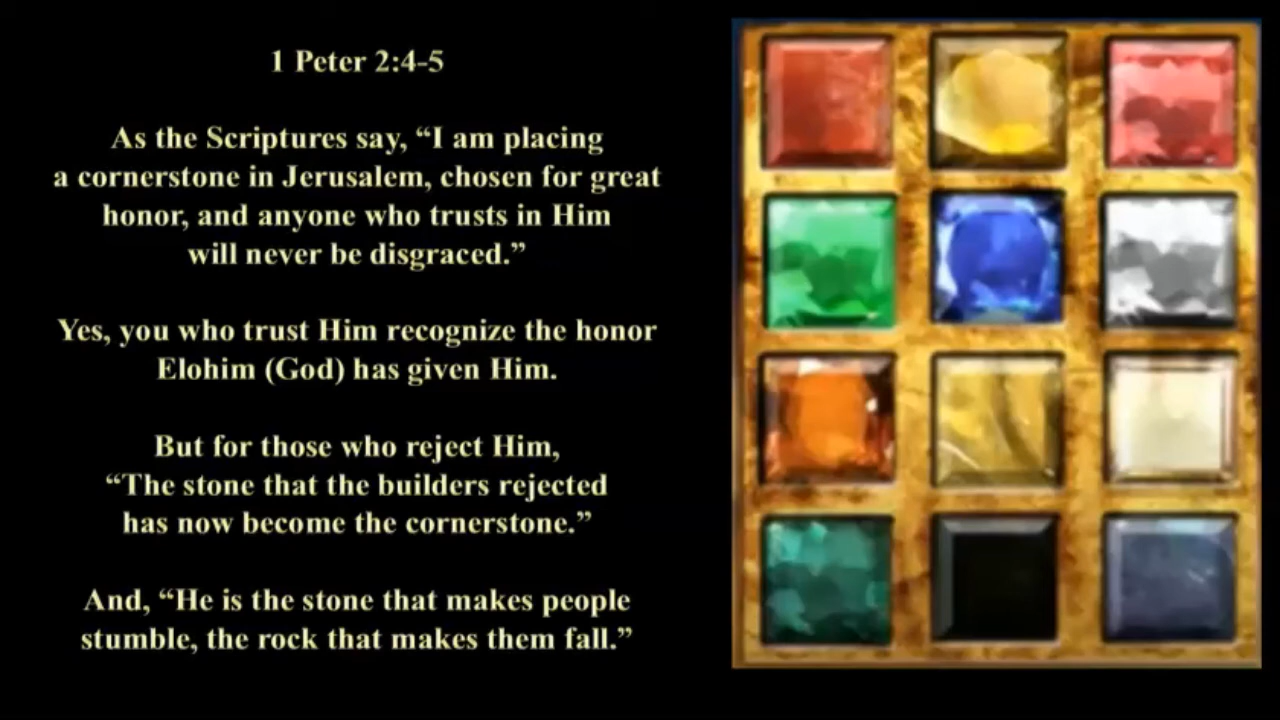 1 Peter 2:4-5
As the Scriptures say, “I am placing
a cornerstone in Jerusalem, chosen for great
honor, and anyone who trusts in Him
will never be disgraced.”
Yes, you who trust Him recognize the honor
Elohim (God) has given Him.
But for those who reject Him,
“The stone that the builders rejected
has now become the cornerstone.”
And, “He is the stone that makes people
stumble, the rock that makes them fall.”